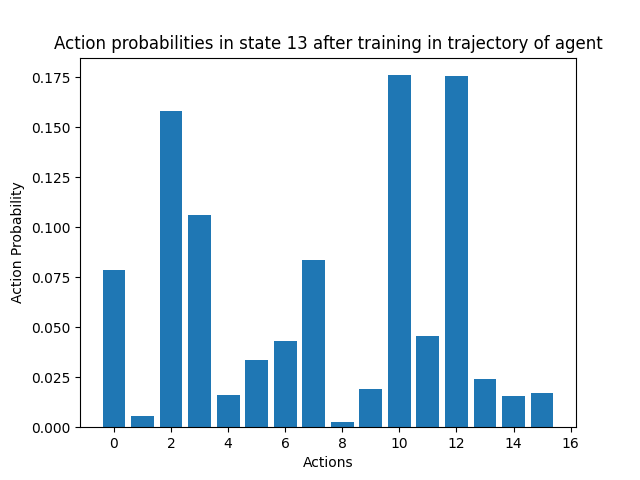 Action probabilities in state 13 after training in trajectory of agent
0.175
0.150
0.125
0.100
0.075
0.050
0.025
0.000
Action Probability
0 2 4 6 8 10 12 14 16
Actions